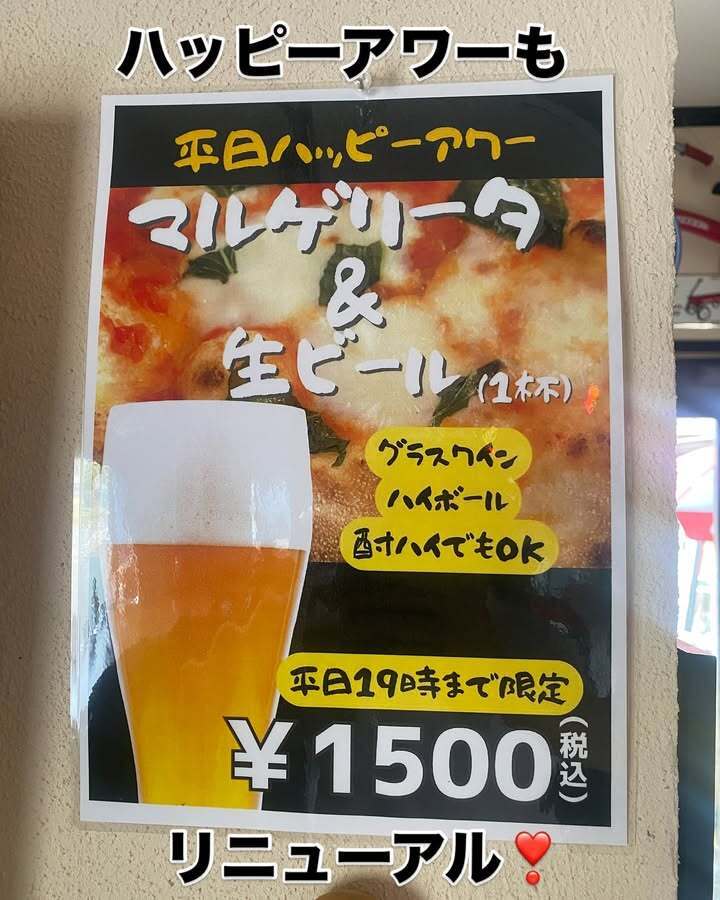 ハッピーアワーも
平日ハッピーアワー
マルゲリータ
&
生ビール(1杯)
グラスワイン
ハイボール
酎ハイでもOK
平日19時まで限定
¥1500(税込)
リニューアル❣️